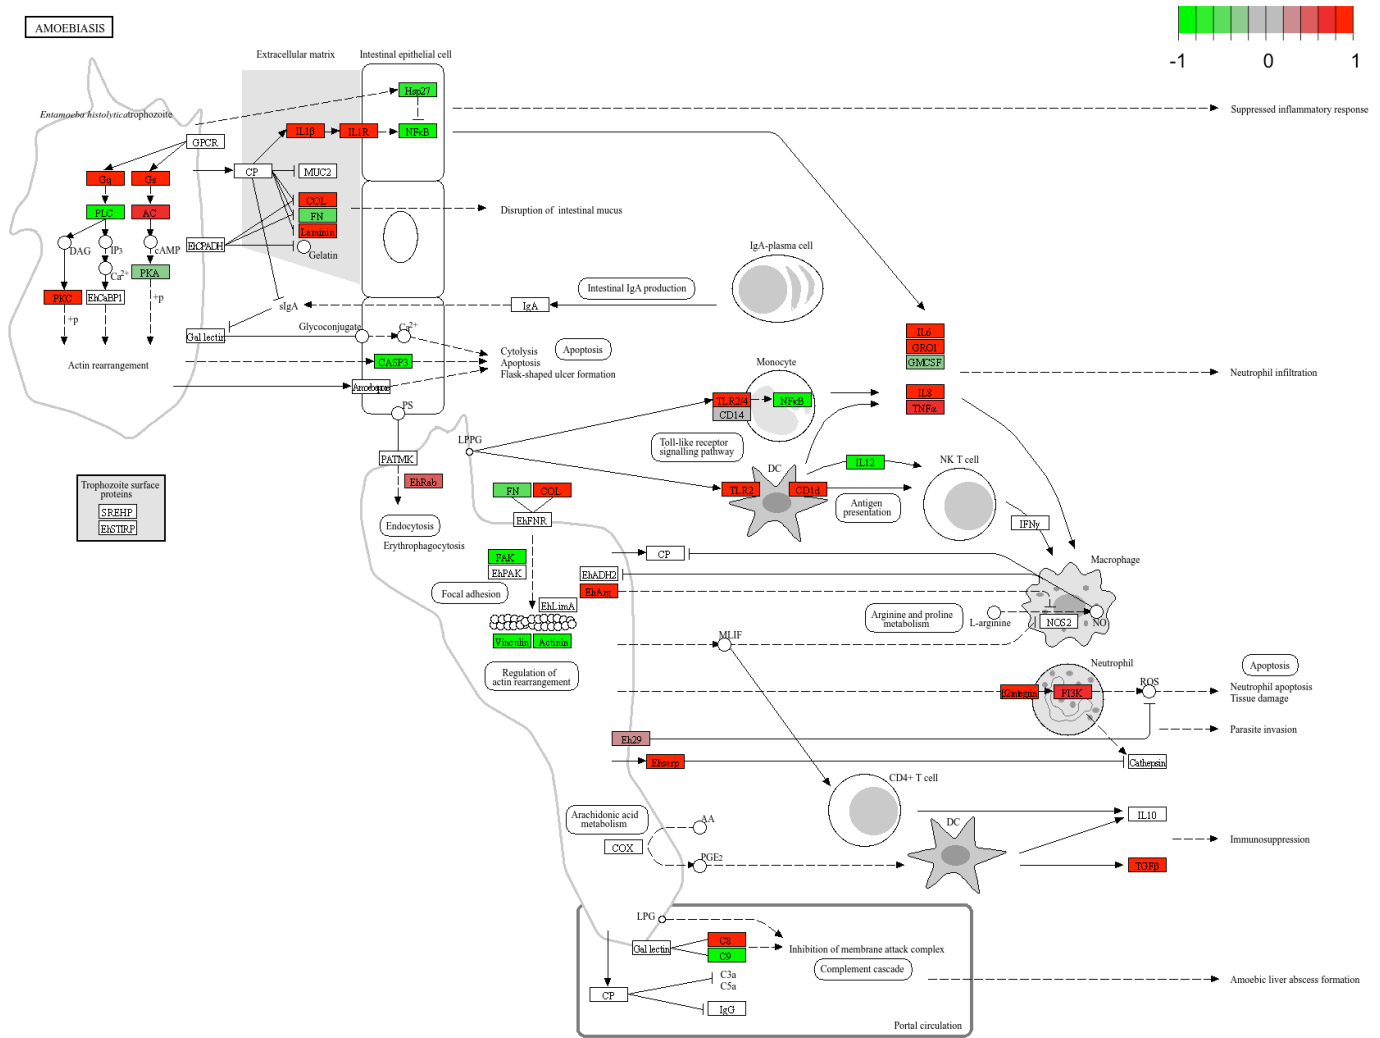 AMOEBIASIS
-1
0
1
Extracellular matrix
Intestinal epithelial cell
Hsp27
Entamoeba histolytica trophozoite
Suppressed inflammatory response
GPCR
IL1β
IL1R
NFκB
CP
MUC2
Gq
Gs
COL
FN
Laminin
Gelatin
Disruption of intestinal mucus
PLC
AC
DAG
IP3
cAMP
EhCPADH
Ca2+
PKA
PKC
EhCaBP1
+p
+p
IgA-plasma cell
Intestinal IgA production
sIgA
IgA
Gal lectin
Glycoconjugate
Ca2+
Actin rearrangement
CASP3
Cytolysis
Apoptosis
Flask-shaped ulcer formation
Apoptosis
Amoebapore
PS
IL6
GRO1
GMCSF
IL8
TNFα
Neutrophil infiltration
Monocyte
TLR2/4
CD14
NFκB
LPPG
Toll-like receptor
signalling pathway
PATMK
EhRab
DC
IL12
NK T cell
TLR2
CD1d
Antigen
presentation
Trophozoite surface
proteins
SREHP
EhSTIRP
Endocytosis
Erythrophagocytosis
FN
COL
EhFNR
IFNγ
FAK
EhPAK
CP
Macrophage
EhADH2
Focal adhesion
EhArg
EhLimA
Arginine and proline
metabolism
L-arginine
NOS2
NO
Vinculin
Actinin
MLIF
Regulation of
actin rearrangement
Neutrophil
Apoptosis
β2integrin
PI3K
ROS
Neutrophil apoptosis
Tissue damage
Eh29
Parasite invasion
Ehserp
Cathepsin
CD4+ T cell
Arachidonic acid
metabolism
AA
IL10
COX
DC
Immunosuppression
PGE2
TGFβ
LPG
Gal lectin
C8
C9
Inhibition of membrane attack complex
Complement cascade
C3a
C5a
Amoebic liver abscess formation
CP
IgG
Portal circulation